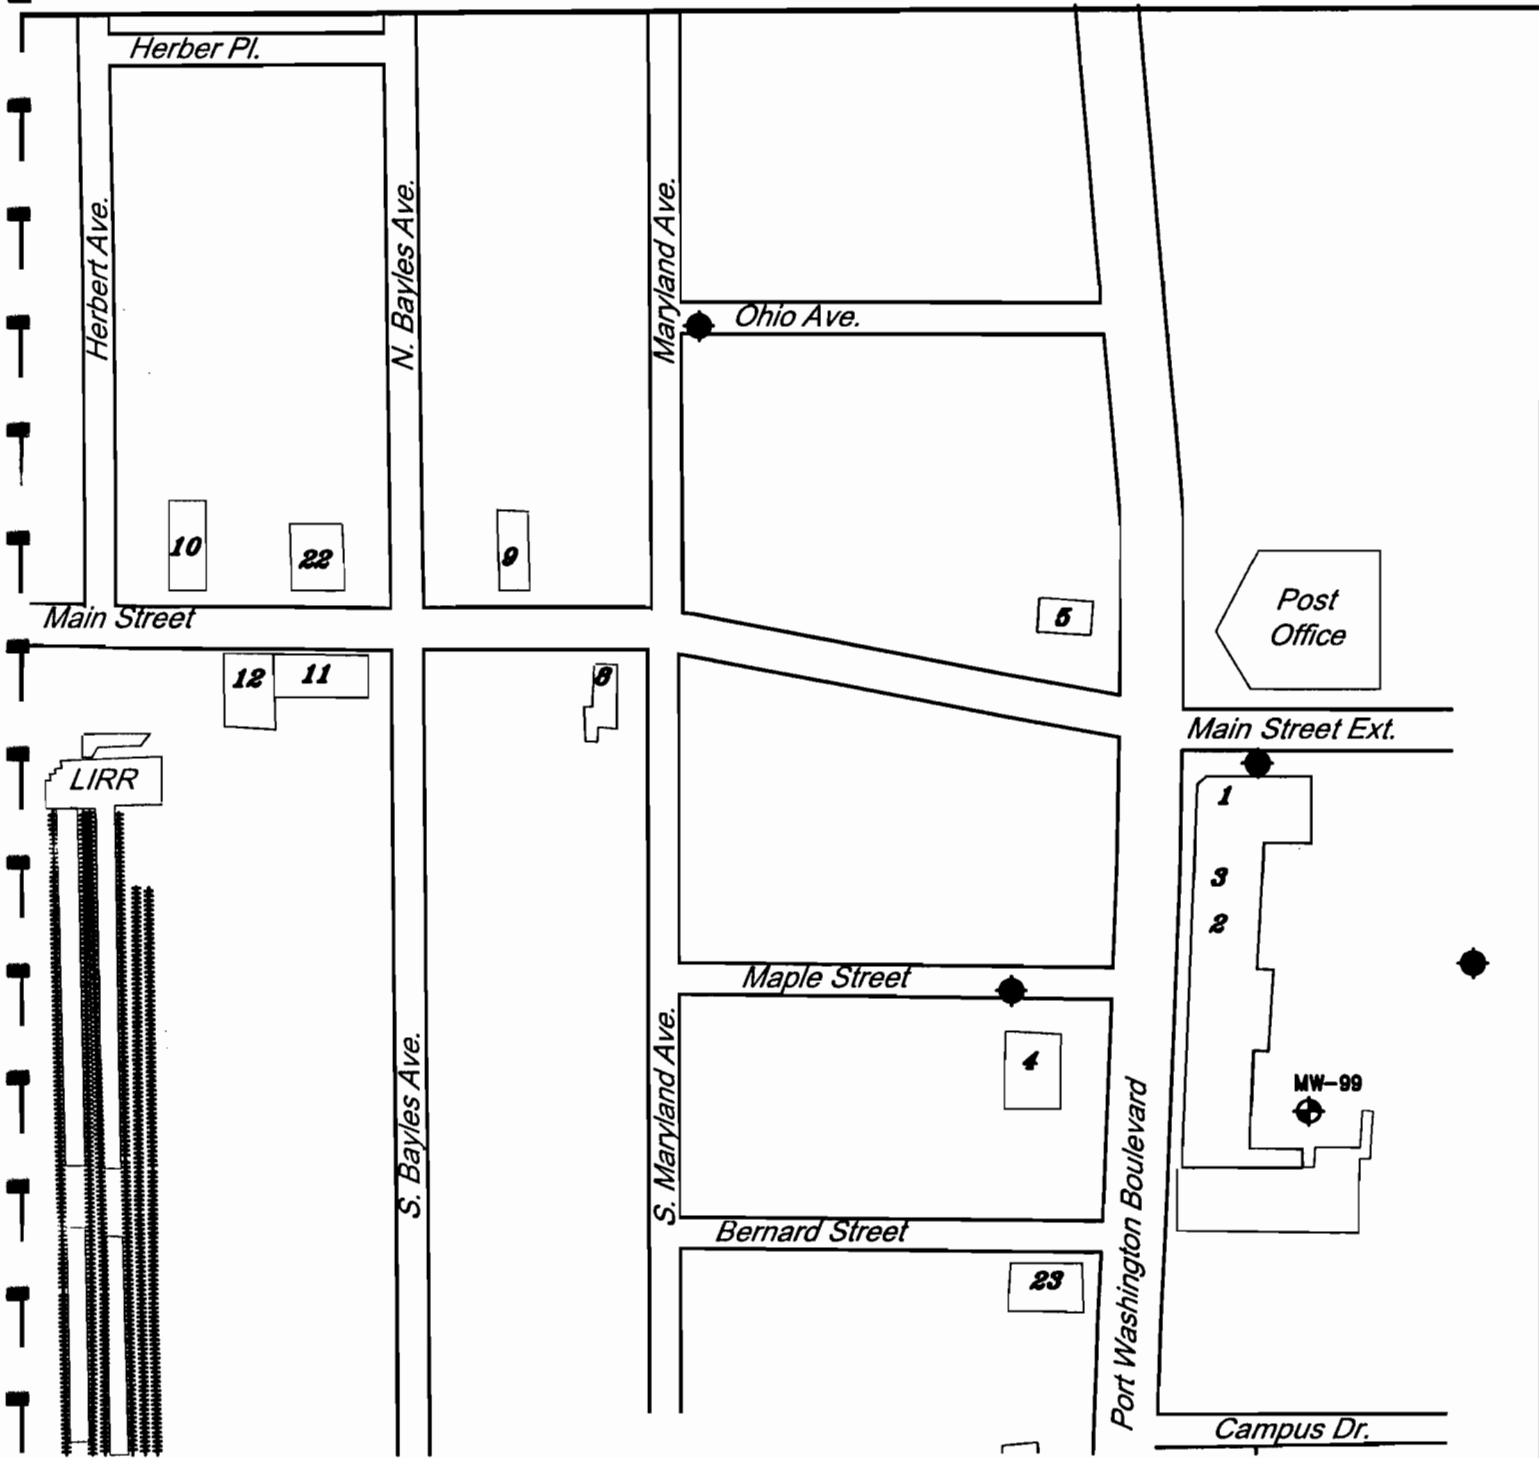 Herber Pl.
Herbert Ave.
N. Bayles Ave.
Maryland Ave.
Ohio Ave.
10
22
9
5
Post
Office
Main Street
12
11
8
Main Street Ext.
LIRR
1
3
2
Maple Street
4
MW-99
S. Bayles Ave.
S. Maryland Ave.
Port Washington Boulevard
Bernard Street
23
Campus Dr.